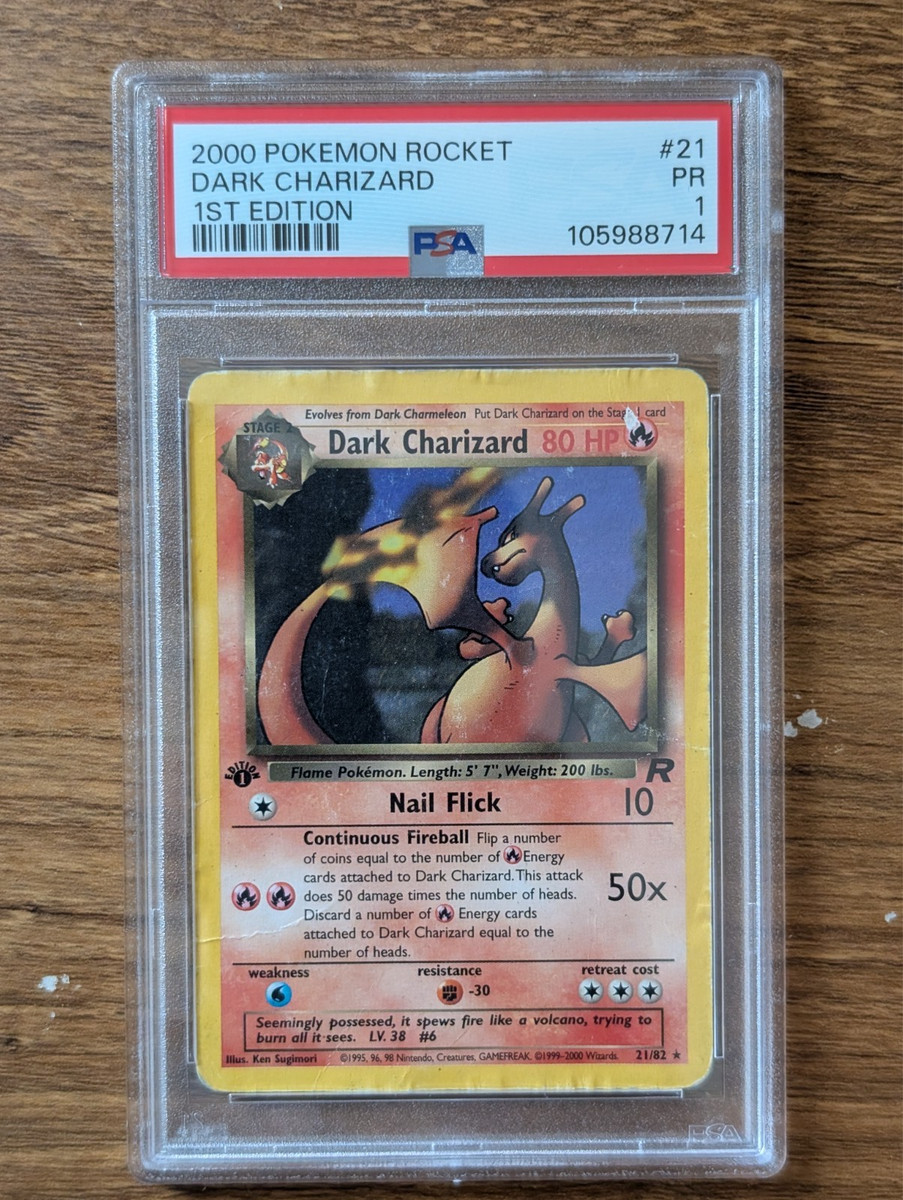 2000 POKEMON ROCKET #21
DARK CHARIZARD PR
1ST EDITION 1
PSA 105988714
Evolves from Dark Charmeleon Put Dark Charizard on the Stage 1 card
STAGE 2
Dark Charizard 80 HP
EDITION
1
Flame Pokémon. Length: 5' 7", Weight: 200 lbs. R
Nail Flick 10
Continuous Fireball Flip a number
of coins equal to the number of Energy
cards attached to Dark Charizard. This attack
does 50 damage times the number of heads. 50x
Discard a number of Energy cards
attached to Dark Charizard equal to the
number of heads.
weakness resistance retreat cost
-30
Seemingly possessed, it spews fire like a volcano, trying to
burn all it sees. LV. 38 #6
Illus. Ken Sugimori ©1995, 96, 98 Nintendo, Creatures, GAMEFREAK. ©1999-2000 Wizards. 21/82 ★
PSA